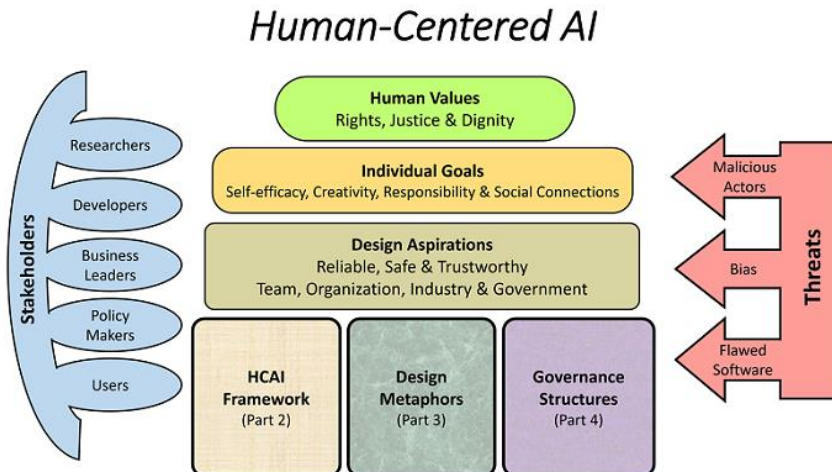 Human-Centered AI
Stakeholders
Researchers
Developers
Business
Leaders
Policy
Makers
Users
Human Values
Rights, Justice & Dignity
Individual Goals
Self-efficacy, Creativity, Responsibility & Social Connections
Design Aspirations
Reliable, Safe & Trustworthy
Team, Organization, Industry & Government
HCAI
Framework
(Part 2)
Design
Metaphors
(Part 3)
Governance
Structures
(Part 4)
Malicious
Actors
Bias
Flawed
Software
Threats